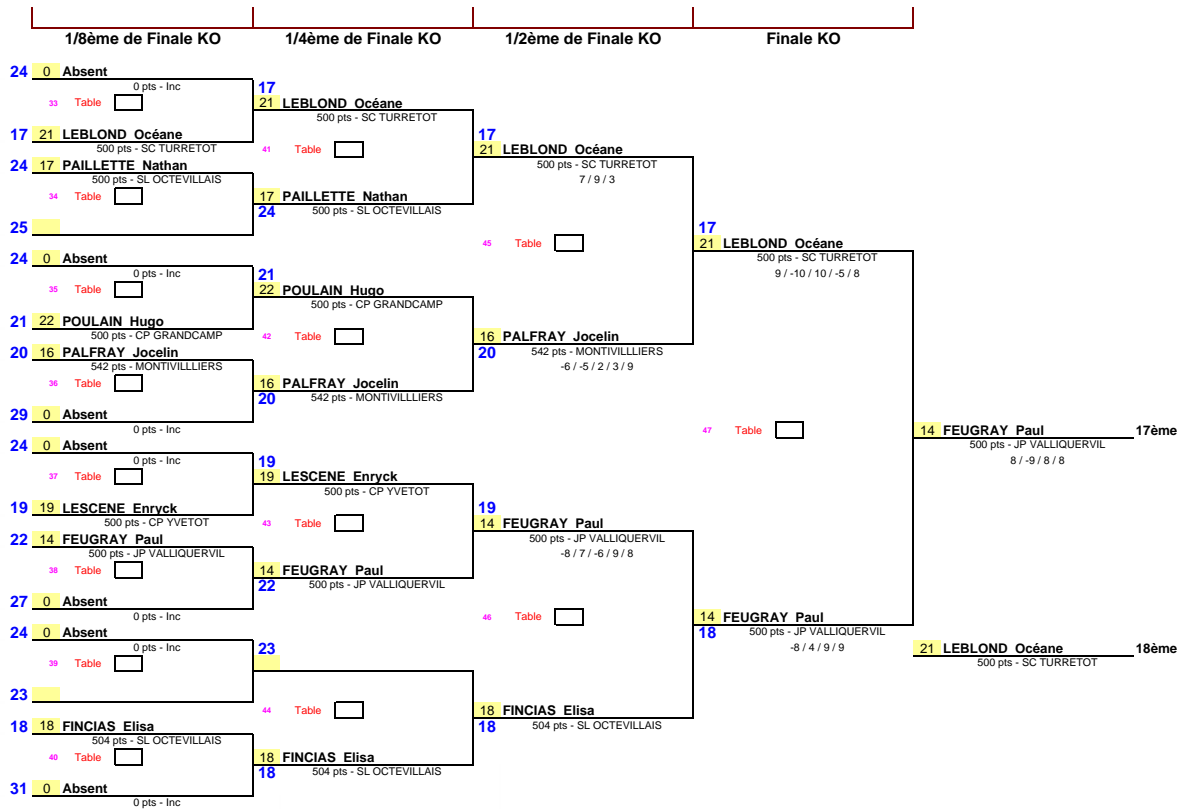 1/8ème de Finale KO
1/4ème de Finale KO
1/2ème de Finale KO
Finale KO
24 0 Absent
0 pts - Inc
33 Table
17 21 LEBLOND Océane
500 pts - SC TURRETOT
24 17 PAILLETTE Nathan
500 pts - SL OCTEVILLAIS
34 Table
25
24 0 Absent
0 pts - Inc
35 Table
21 22 POULAIN Hugo
500 pts - CP GRANDCAMP
20 16 PALFRAY Jocelin
542 pts - MONTIVILLLIERS
36 Table
29 0 Absent
0 pts - Inc
24 0 Absent
0 pts - Inc
37 Table
19 19 LESCENE Enryck
500 pts - CP YVETOT
22 14 FEUGRAY Paul
500 pts - JP VALLIQUERVIL
38 Table
27 0 Absent
0 pts - Inc
24 0 Absent
0 pts - Inc
39 Table
23
18 18 FINCIAS Elisa
504 pts - SL OCTEVILLAIS
40 Table
31 0 Absent
0 pts - Inc
17
21 LEBLOND Océane
500 pts - SC TURRETOT
41 Table
17 PAILLETTE Nathan
24 500 pts - SL OCTEVILLAIS
21
22 POULAIN Hugo
500 pts - CP GRANDCAMP
42 Table
16 PALFRAY Jocelin
20 542 pts - MONTIVILLLIERS
19
19 LESCENE Enryck
500 pts - CP YVETOT
43 Table
14 FEUGRAY Paul
22 500 pts - JP VALLIQUERVIL
23
44 Table
18 FINCIAS Elisa
18 504 pts - SL OCTEVILLAIS
17
21 LEBLOND Océane
500 pts - SC TURRETOT
7 / 9 / 3
45 Table
16 PALFRAY Jocelin
20 542 pts - MONTIVILLLIERS
-6 / -5 / 2 / 3 / 9
19
14 FEUGRAY Paul
500 pts - JP VALLIQUERVIL
-8 / 7 / -6 / 9 / 8
46 Table
18 FINCIAS Elisa
18 504 pts - SL OCTEVILLAIS
17
21 LEBLOND Océane
500 pts - SC TURRETOT
9 / -10 / 10 / -5 / 8
47 Table
14 FEUGRAY Paul
18 500 pts - JP VALLIQUERVIL
-8 / 4 / 9 / 9
14 FEUGRAY Paul 17ème
500 pts - JP VALLIQUERVIL
8 / -9 / 8 / 8
21 LEBLOND Océane 18ème
500 pts - SC TURRETOT